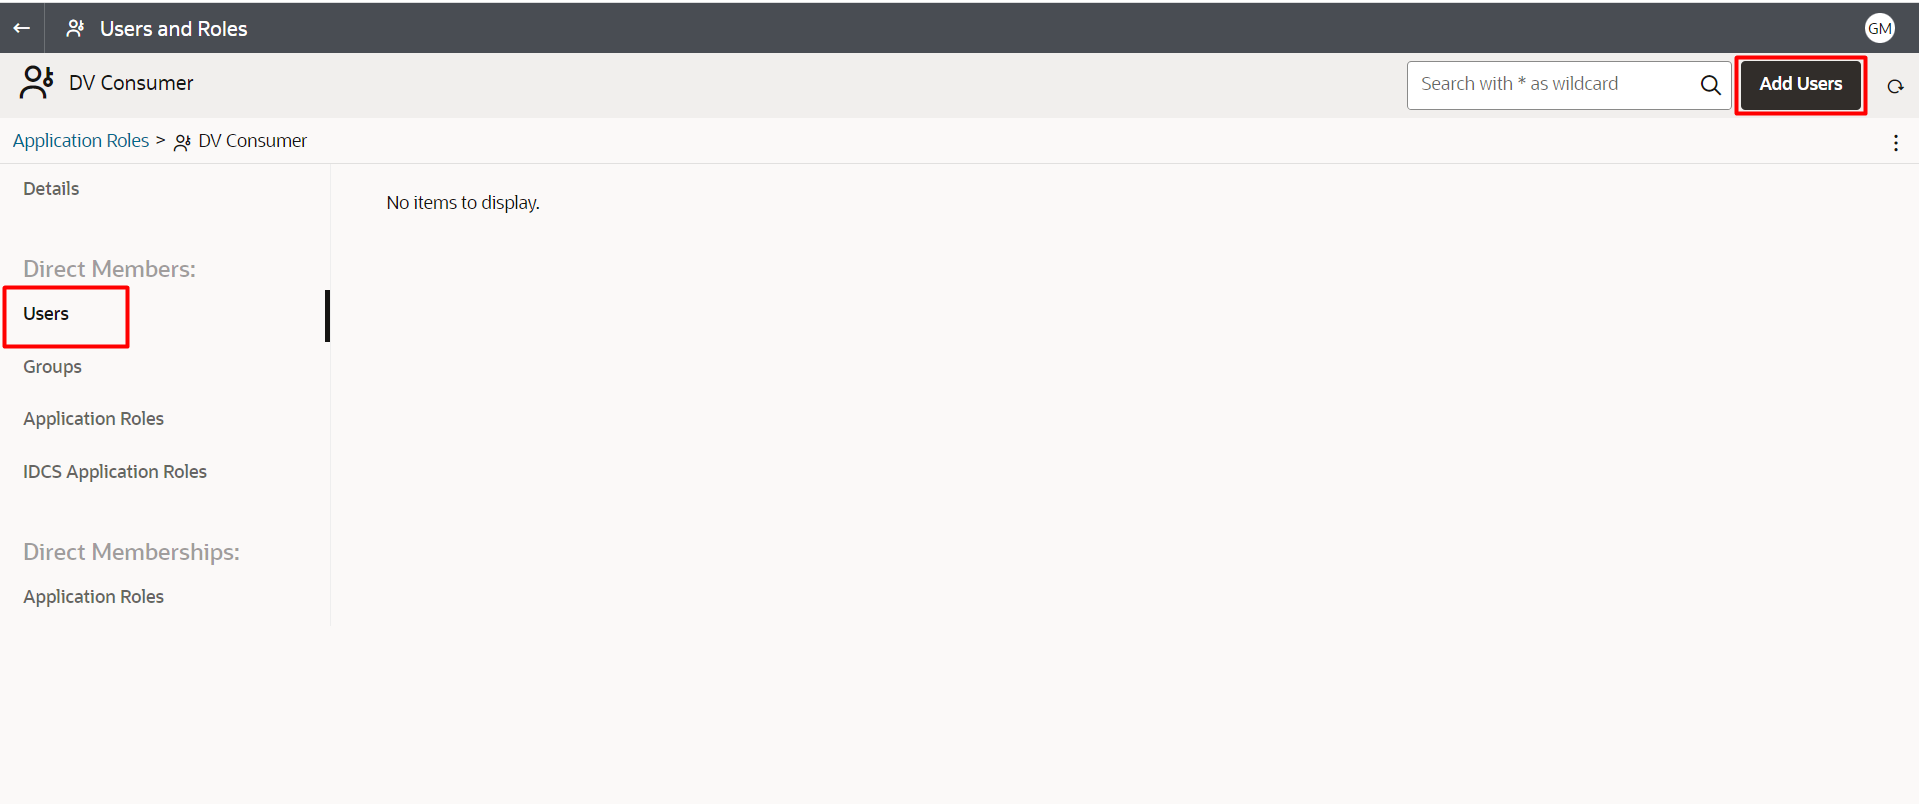 Users and Roles
GM
DV Consumer
Search with * as wildcard
Add Users
Application Roles > DV Consumer
Details
No items to display.
Direct Members:
Users
Groups
Application Roles
IDCS Application Roles
Direct Memberships:
Application Roles